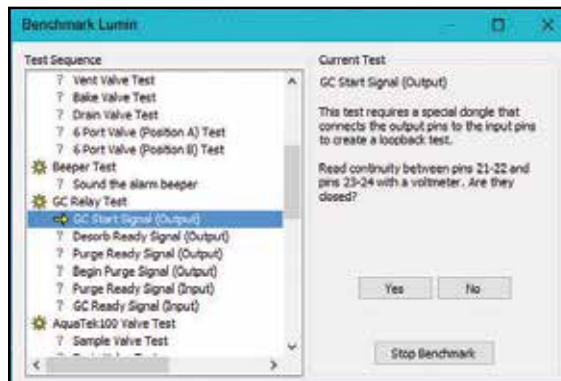 Benchmark Lumin
Test Sequence
? Vent Valve Test
? Bake Valve Test
? Drain Valve Test
? 6 Port Valve (Position A) Test
? 6 Port Valve (Position B) Test
Beeper Test
? Sound the alarm beeper
GC Relay Test
GC Start Signal (Output)
? Desorb Ready Signal (Output)
? Purge Ready Signal (Output)
? Begin Purge Signal (Output)
? Purge Ready Signal (Input)
? GC Ready Signal (Input)
AquaTek100 Valve Test
? Sample Valve Test
Current Test
GC Start Signal (Output)
This test requires a special dongle that
connects the output pins to the input pins
to create a loopback test.
Read continuity between pins 21-22 and
pins 23-24 with a voltmeter. Are they
closed?
Yes No
Stop Benchmark